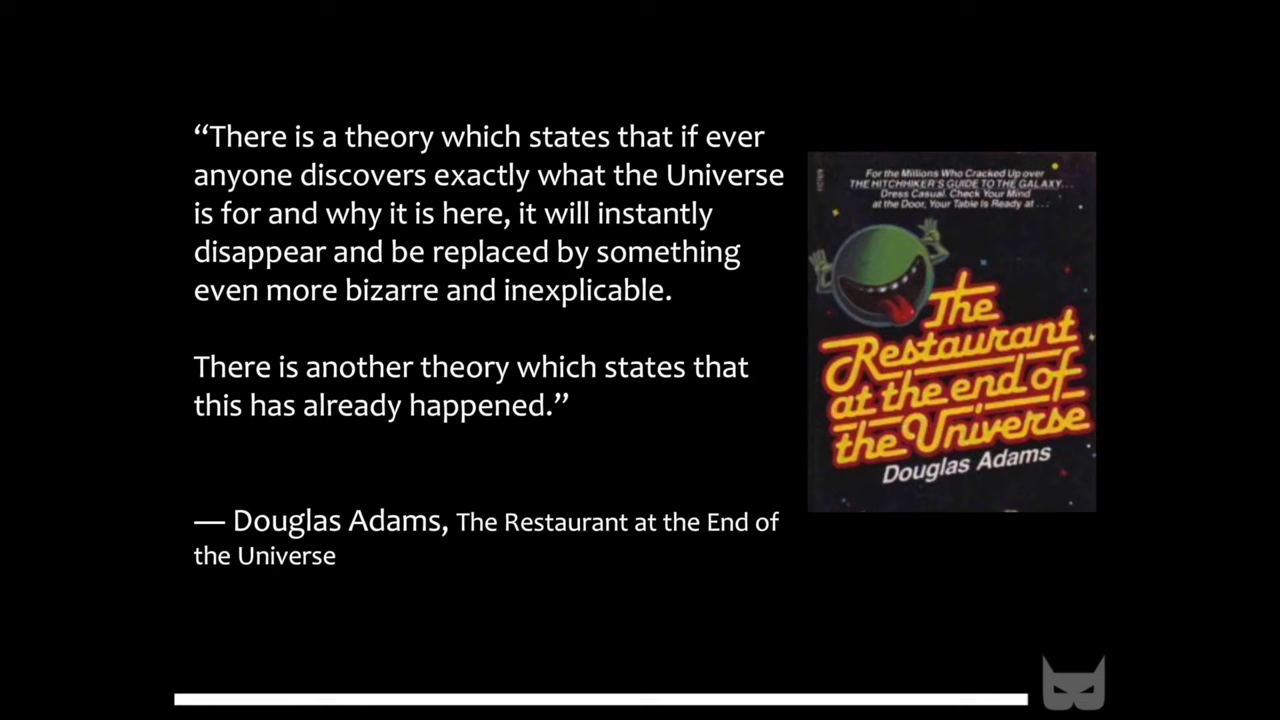 “There is a theory which states that if ever
anyone discovers exactly what the Universe
is for and why it is here, it will instantly
disappear and be replaced by something
even more bizarre and inexplicable.
There is another theory which states that
this has already happened.”
— Douglas Adams, The Restaurant at the End of
the Universe
For the Millions Who Cracked Up over
THE HITCHHIKER'S GUIDE TO THE GALAXY...
Dress Casual, Check Your Mind
at the Door, Your Table Is Ready at . . .
The
Restaurant
at the end of
the Universe
Douglas Adams